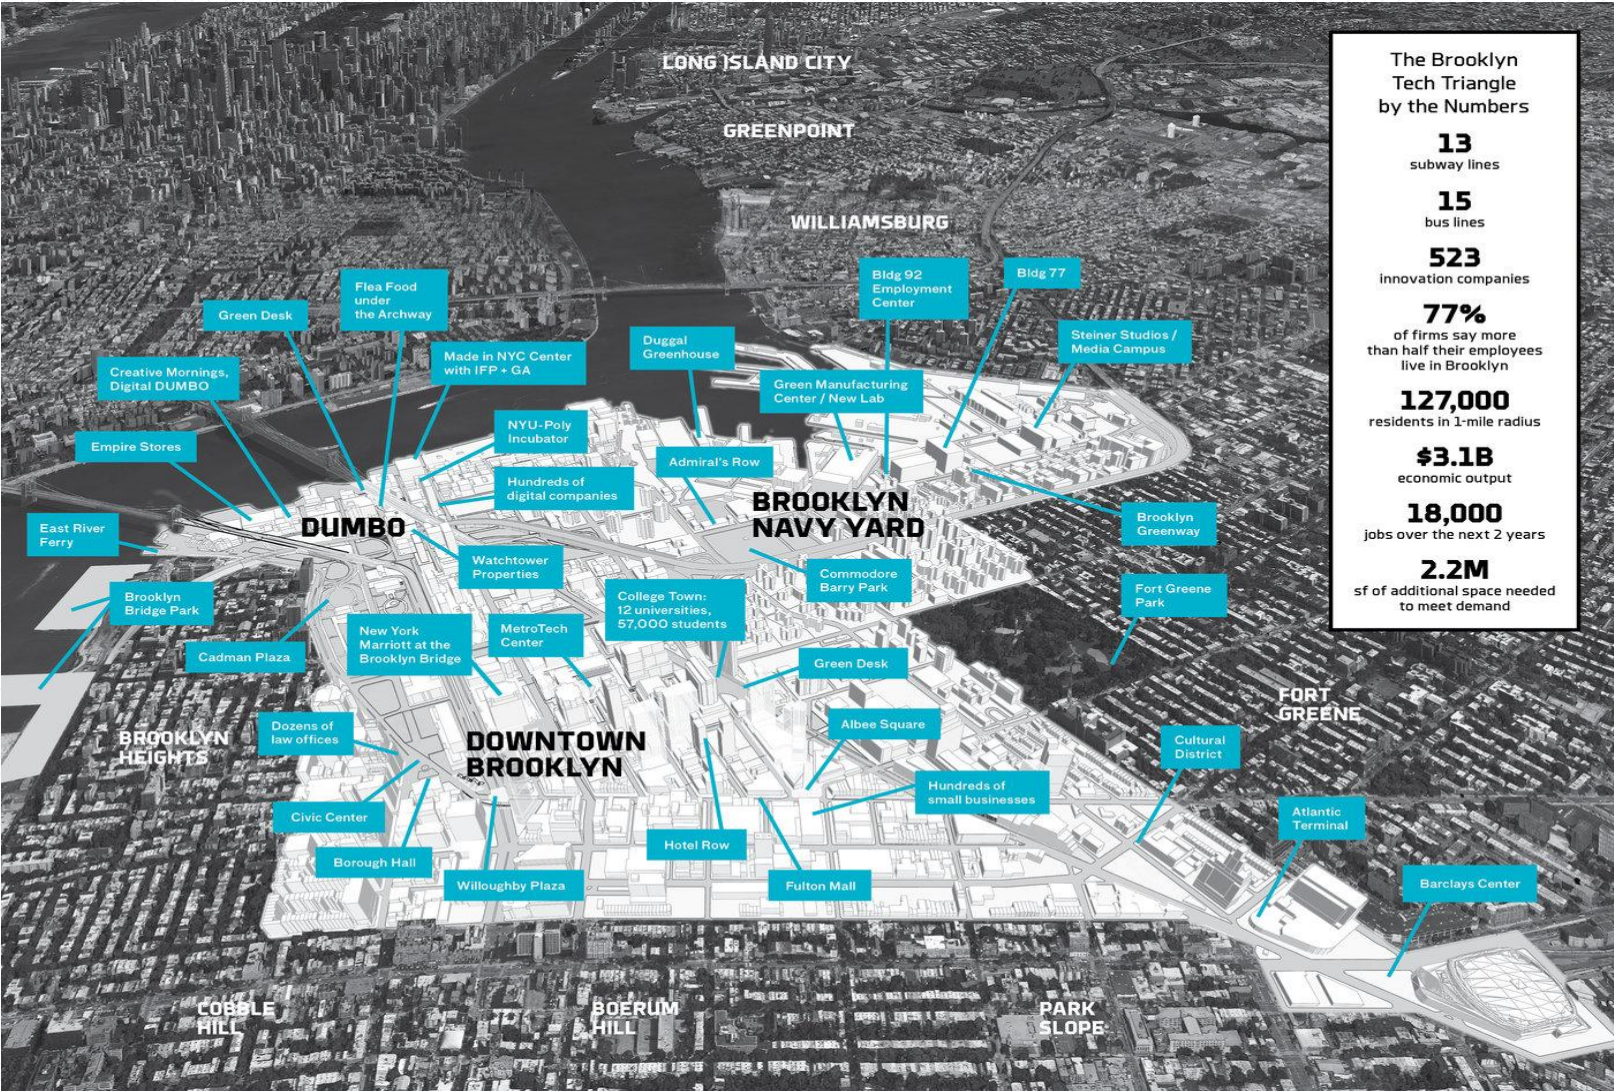 LONG ISLAND CITY
GREENPOINT
WILLIAMSBURG
The Brooklyn
Tech Triangle
by the Numbers
13
subway lines
15
bus lines
523
innovation companies
77%
of firms say more
than half their employees
live in Brooklyn
127,000
residents in 1-mile radius
$3.1B
economic output
18,000
jobs over the next 2 years
2.2M
sf of additional space needed
to meet demand
Bldg 92
Employment
Center
Bldg 77
Flea Food
under
the Archway
Green Desk
Steiner Studios /
Media Campus
Duggal
Greenhouse
Made in NYC Center
with IFP + GA
Creative Mornings,
Digital DUMBO
Green Manufacturing
Center / New Lab
NYU-Poly
Incubator
Empire Stores
Admiral's Row
Hundreds of
digital companies
BROOKLYN
NAVY YARD
DUMBO
East River
Ferry
Brooklyn
Greenway
Watchtower
Properties
Commodore
Barry Park
Fort Greene
Park
Brooklyn
Bridge Park
College Town:
12 universities,
57,000 students
New York
Marriott at the
Brooklyn Bridge
MetroTech
Center
Cadman Plaza
Green Desk
FORT
GREENE
Dozens of
law offices
Albee Square
BROOKLYN
HEIGHTS
DOWNTOWN
BROOKLYN
Cultural
District
Hundreds of
small businesses
Civic Center
Atlantic
Terminal
Hotel Row
Borough Hall
Willoughby Plaza
Fulton Mall
Barclays Center
COBBLE
HILL
BOERUM
HILL
PARK
SLOPE